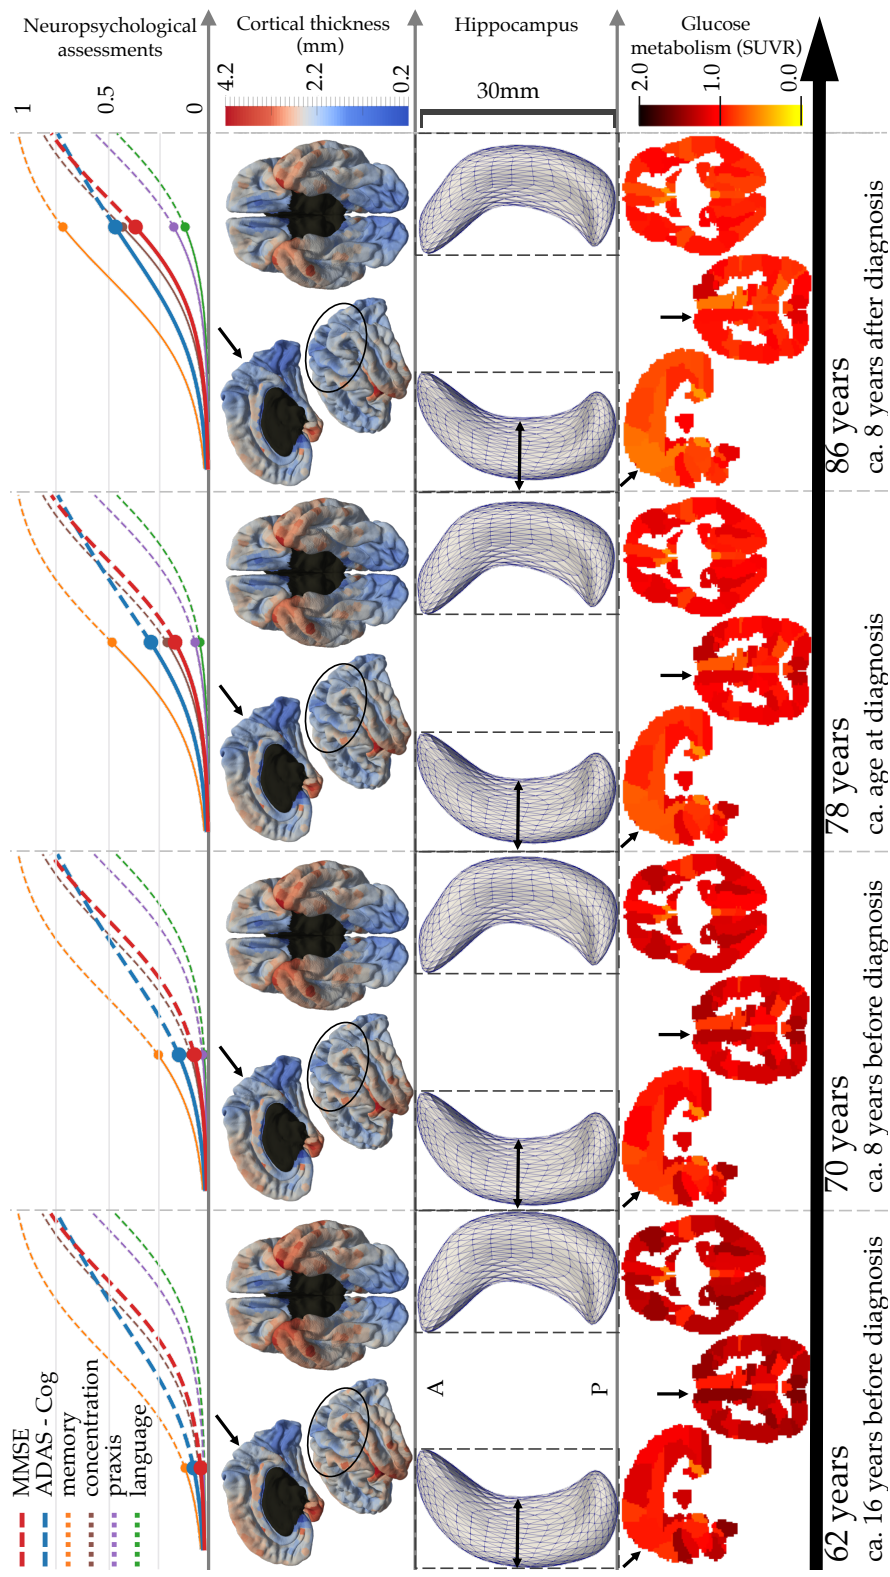 Neuropsychological
assessments
1
0.5
0
MMSE
ADAS - Cog
memory
concentration
praxis
language
Cortical thickness
(mm)
4.2
2.2
0.2
Hippocampus
30mm
A
P
Glucose
metabolism (SUVR)
2.0
1.0
0.0
62 years
ca. 16 years before diagnosis
70 years
ca. 8 years before diagnosis
78 years
ca. age at diagnosis
86 years
ca. 8 years after diagnosis